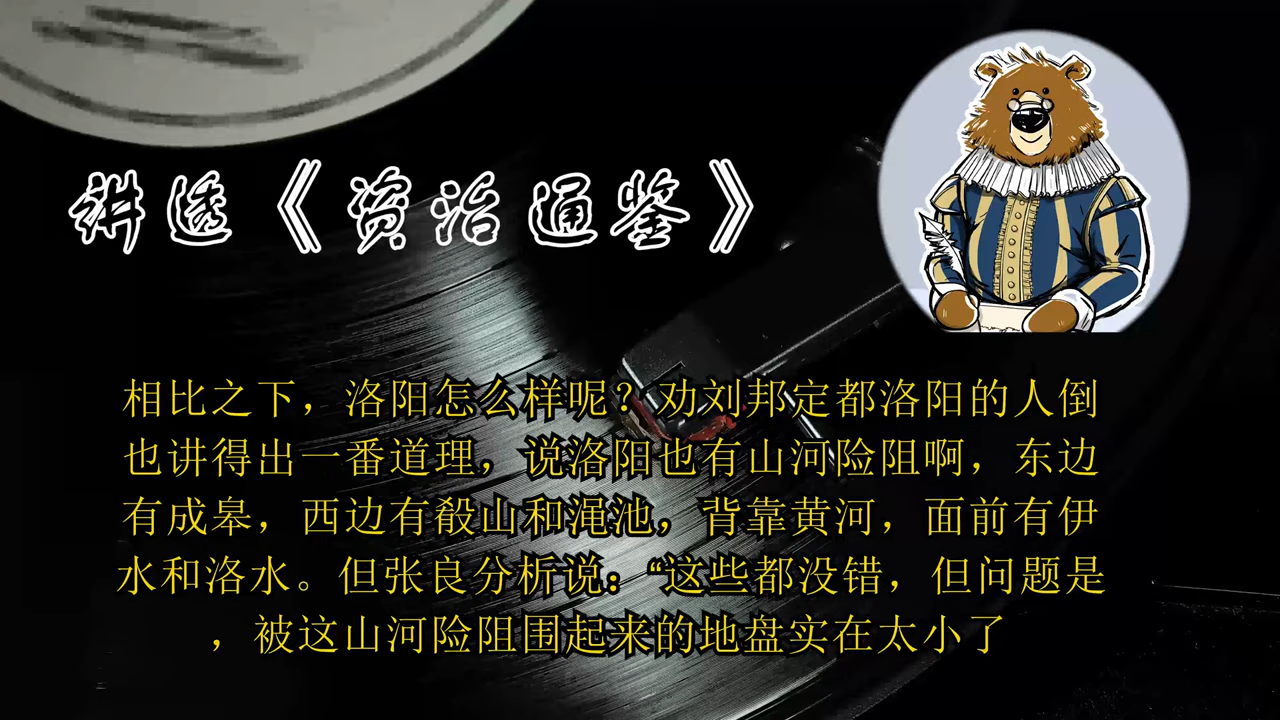 讲透《资治通鉴》
相比之下，洛阳怎么样呢？劝刘邦定都洛阳的人倒
也讲得出一番道理，说洛阳也有山河险阻啊，东边
有成皋，西边有殽山和渑池，背靠黄河，面前有伊
水和洛水。但张良分析说：“这些都没错，但问题是
，被这山河险阻围起来的地盘实在太小了